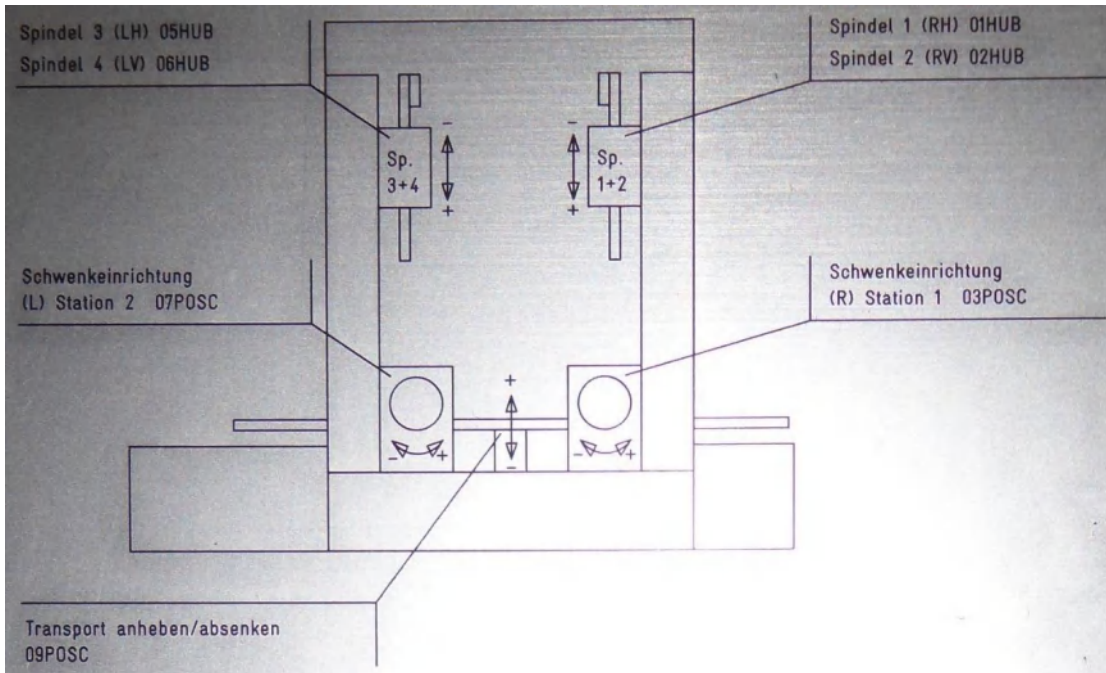 Spindel 3 (LH) 05HUB
Spindel 4 (LV) 06HUB
Spindel 1 (RH) 01HUB
Spindel 2 (RV) 02HUB
-
-
Sp.
3+4
Sp.
1+2
+
+
Schwenkeinrichtung
(L) Station 2 07POSC
Schwenkeinrichtung
(R) Station 1 03POSC
+
- +
-
- +
Transport anheben/absenken
09POSC